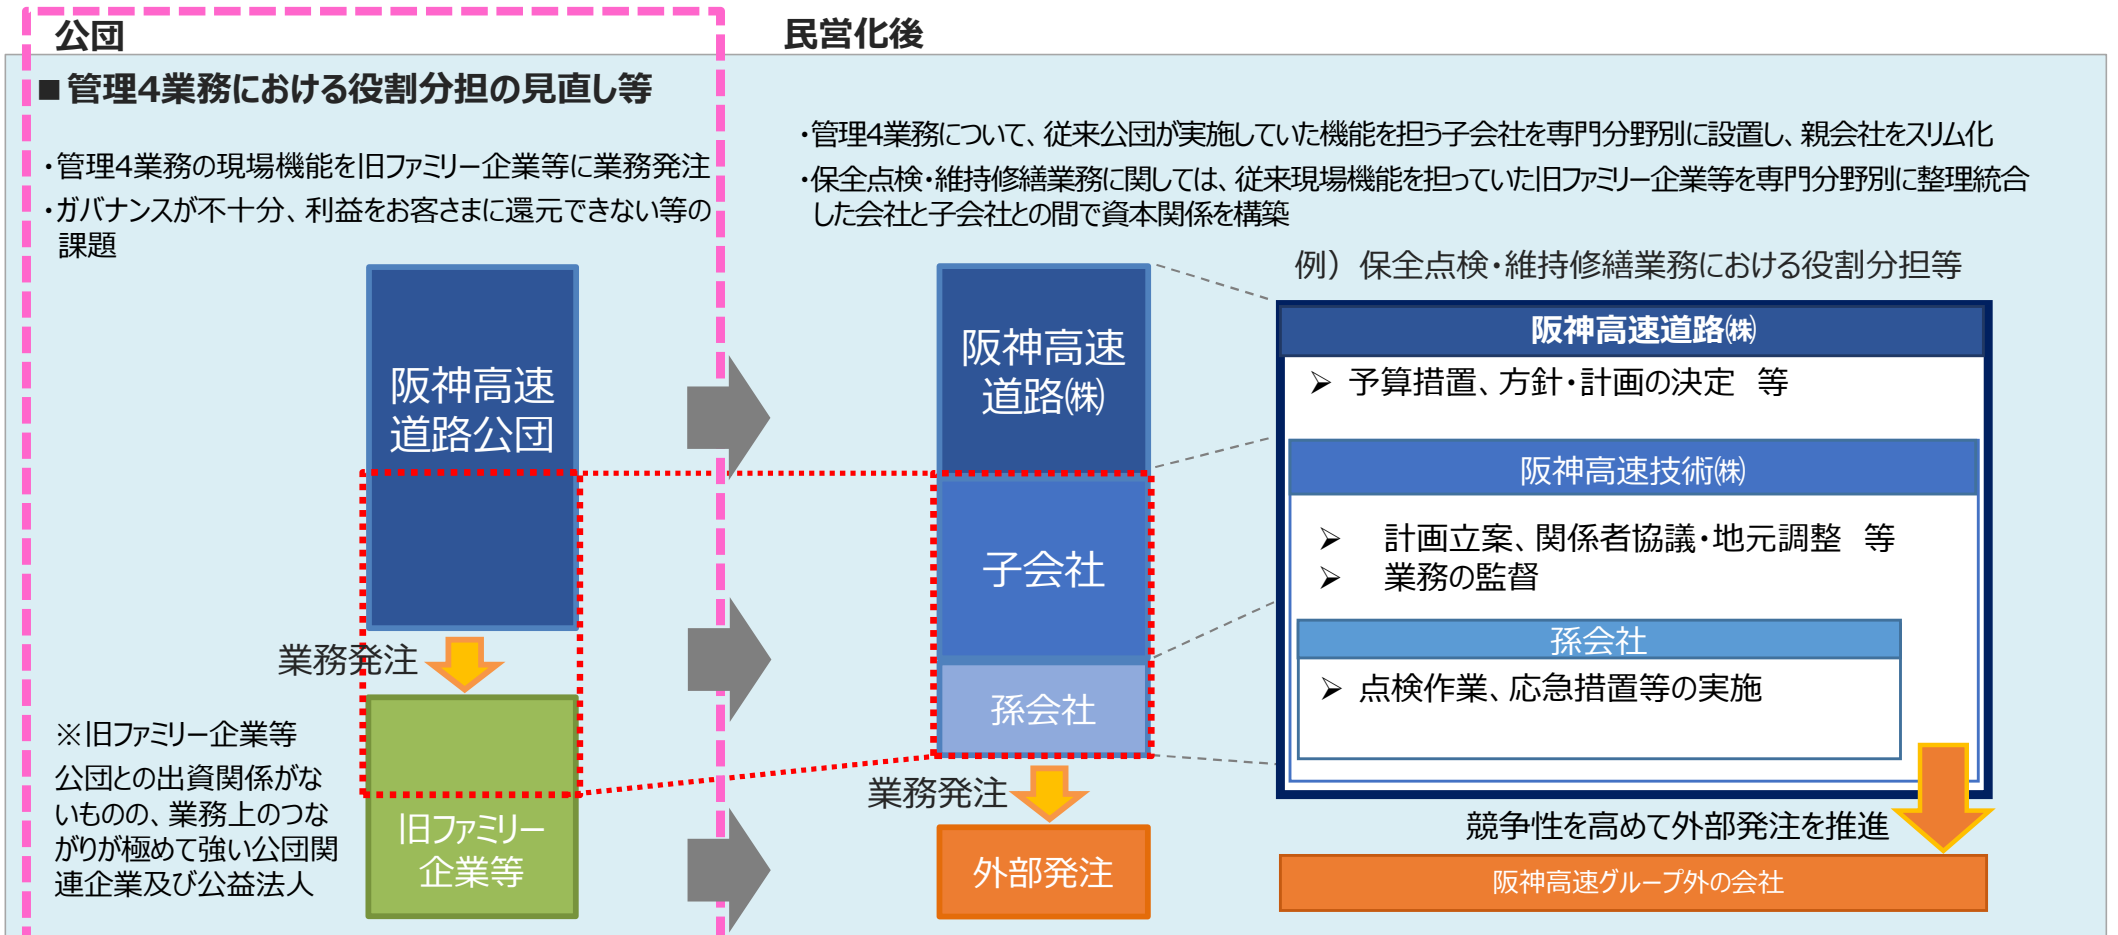 公団
■管理4業務における役割分担の見直し等
・管理4業務の現場機能を旧ファミリー企業等に業務発注
・ガバナンスが不十分、利益をお客さまに還元できない等の
課題
阪神高速
道路公団
業務発注
※旧ファミリー企業等
公団との出資関係がな
いものの、業務上のつな
がりが極めて強い公団関
連企業及び公益法人
旧ファミリー
企業等
民営化後
・管理4業務について、従来公団が実施していた機能を担う子会社を専門分野別に設置し、親会社をスリム化
・保全点検・維持修繕業務に関しては、従来現場機能を担っていた旧ファミリー企業等を専門分野別に整理統合
した会社と子会社との間で資本関係を構築
阪神高速
道路㈱
子会社
孫会社
業務発注
外部発注
例）保全点検・維持修繕業務における役割分担等
阪神高速道路㈱
➢ 予算措置、方針・計画の決定　等
阪神高速技術㈱
➢ 計画立案、関係者協議・地元調整　等
➢ 業務の監督
孫会社
➢ 点検作業、応急措置等の実施
競争性を高めて外部発注を推進
阪神高速グループ外の会社